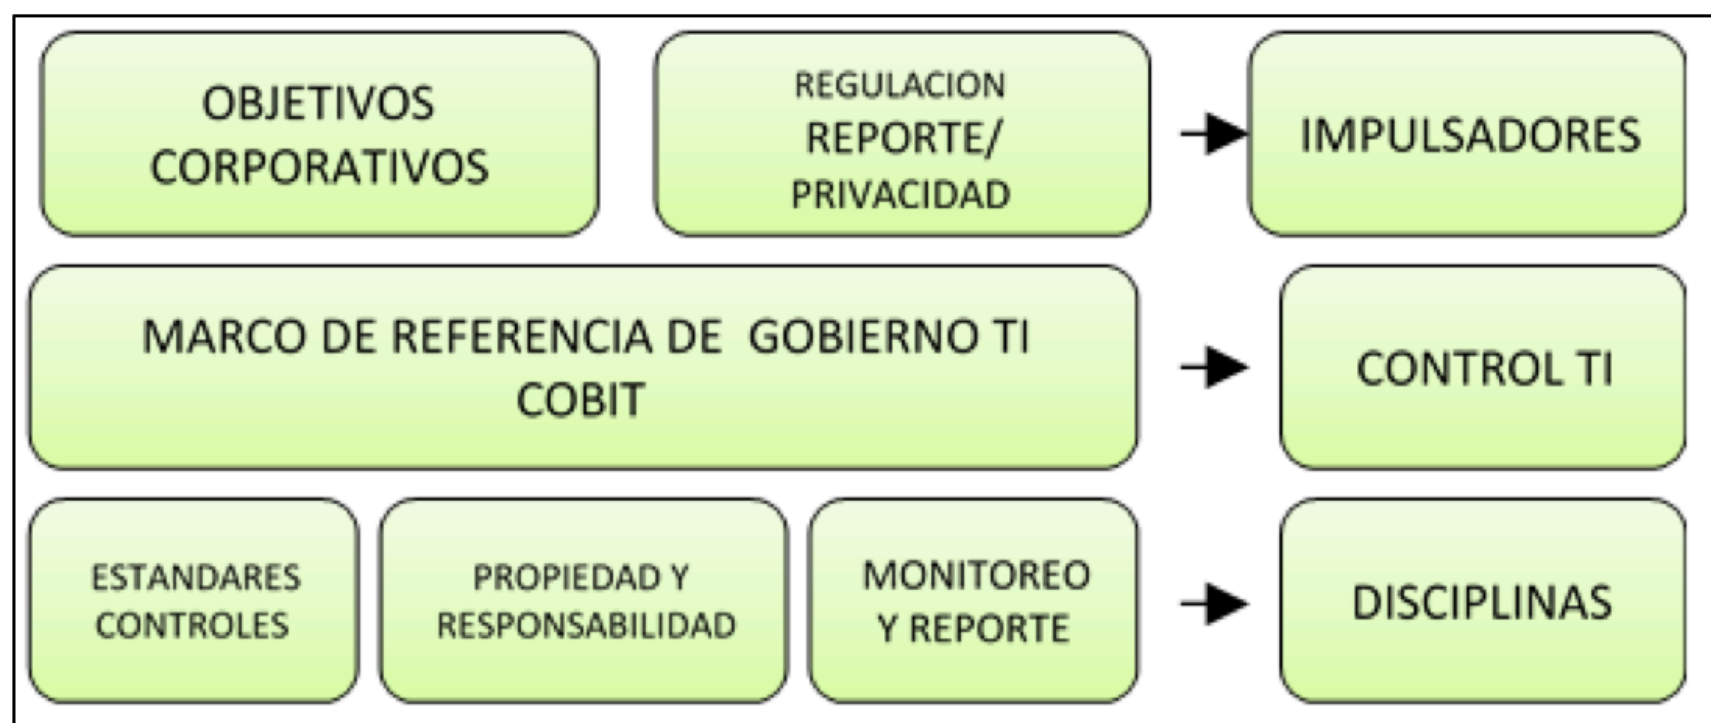 OBJETIVOS
CORPORATIVOS
REGULACION
REPORTE/
PRIVACIDAD
IMPULSADORES
MARCO DE REFERENCIA DE GOBIERNO TI
COBIT
CONTROL TI
ESTANDARES
CONTROLES
PROPIEDAD Y
RESPONSABILIDAD
MONITOREO
Y REPORTE
DISCIPLINAS